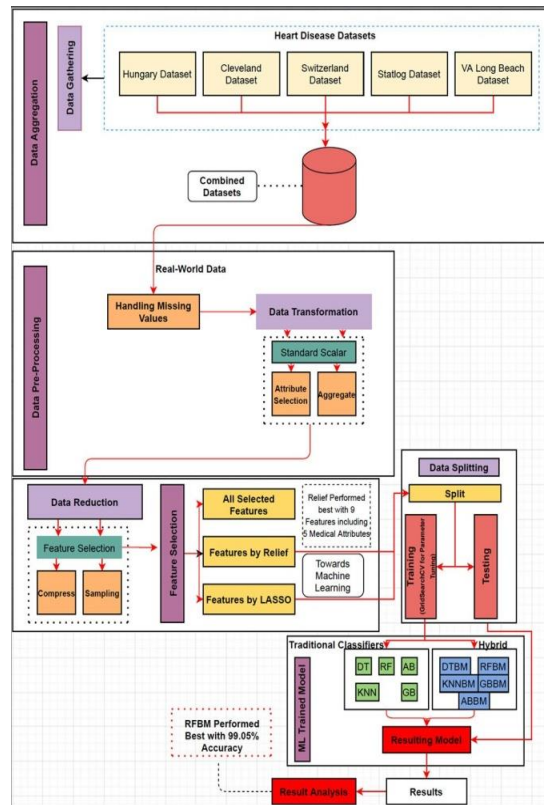 Heart Disease Datasets
Data Aggregation
Data Gathering
Hungary Dataset
Cleveland
Dataset
Switzerland
Dataset
Statlog Dataset
VA Long Beach
Dataset
Combined
Datasets
Data Pre-Processing
Real-World Data
Handling Missing
Values
Data Transformation
Standard Scalar
Attribute
Selection
Aggregate
Data Reduction
Feature Selection
Compress
Sampling
Feature Selection
All Selected
Features
Features by Relief
Features by LASSO
Relief Performed
best with 9
Features including
5 Medical Attributes
Towards
Machine
Learning
Data Splitting
Split
Training
(GridSearchCV for Parameter
Tuning)
Testing
ML Trained Model
Traditional Classifiers
DT
RF
AB
KNN
GB
Hybrid
DTBM
RFBM
KNNBM
GBBM
ABBM
Resulting Model
RFBM Performed
Best with 99.05%
Accuracy
Result Analysis
Results